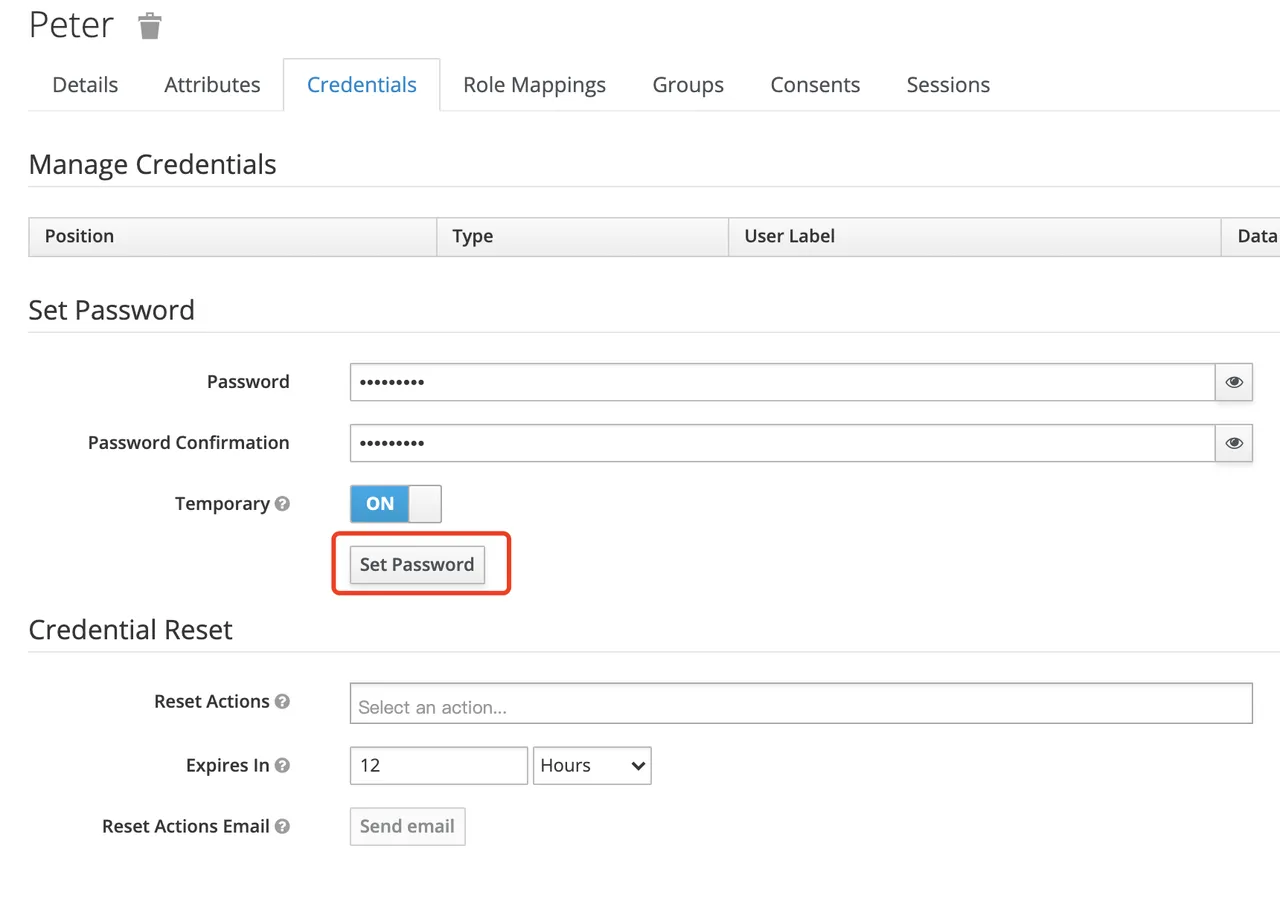 Peter
Details Attributes Credentials Role Mappings Groups Consents Sessions
Manage Credentials
Position Type User Label Data
Set Password
Password •••••••••
Password Confirmation •••••••••
Temporary ON
Set Password
Credential Reset
Reset Actions Select an action...
Expires In 12 Hours
Reset Actions Email Send email